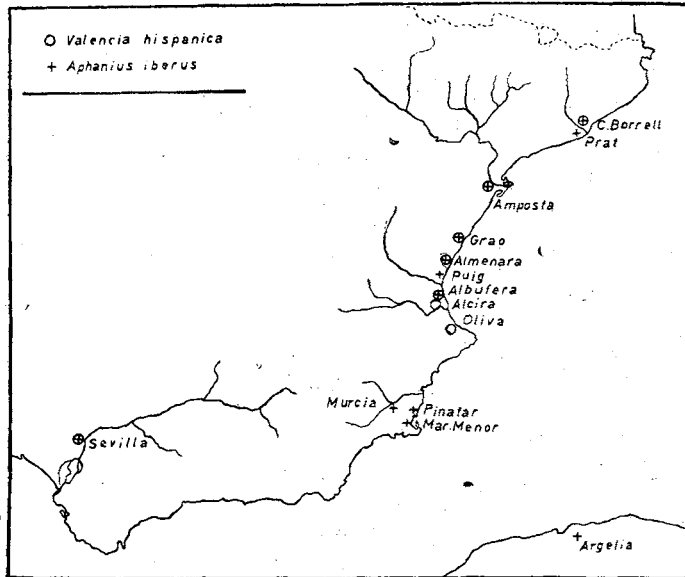 Valencia hispanica
Aphanius iberus
C.Borrell
Prat
Amposta
Grao
Almenara
Puig
Albufera
Alcira
Oliva
Murcia
Pinatar
Mar.Menor
Sevilla
Argelia